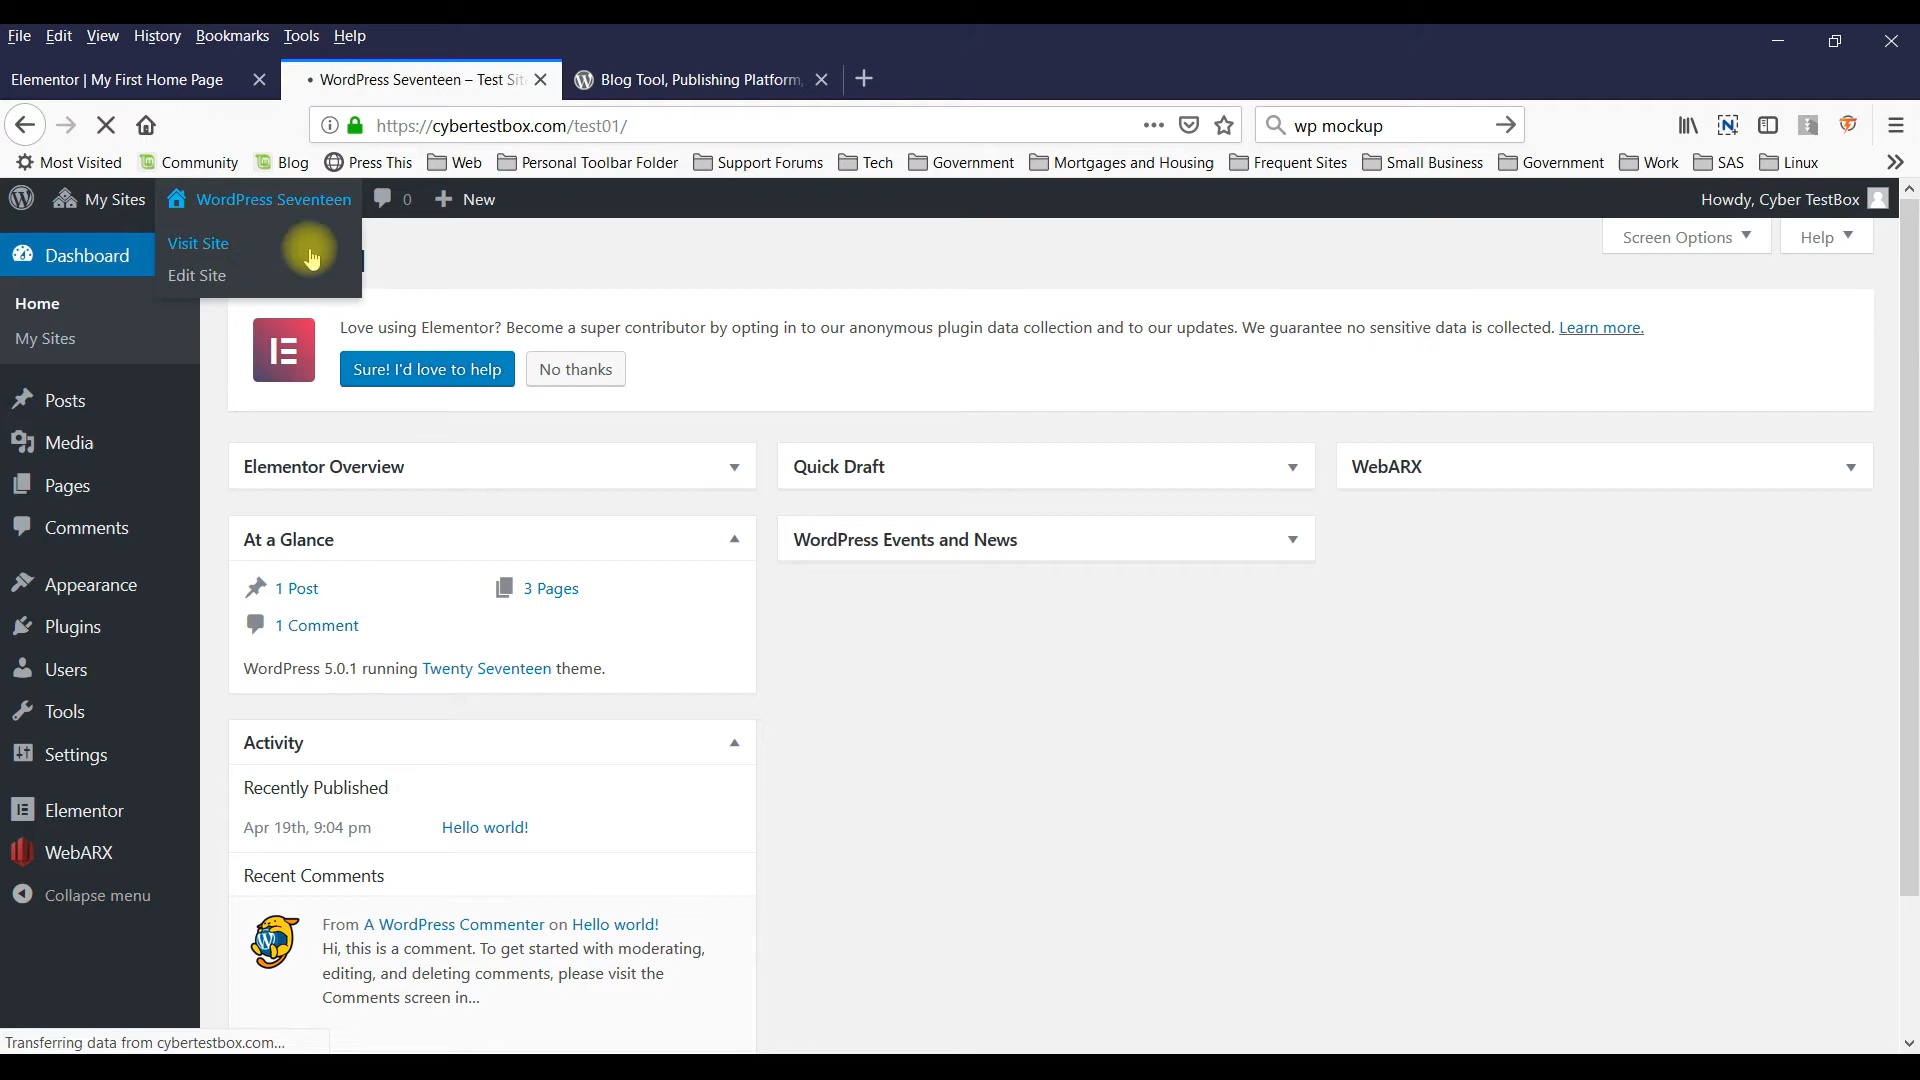 File Edit View History Bookmarks Tools Help
Elementor | My First Home Page
WordPress Seventeen – Test Sit
Blog Tool, Publishing Platform,
https://cybertestbox.com/test01/
wp mockup
Most Visited Community Blog Press This Web Personal Toolbar Folder Support Forums Tech Government Mortgages and Housing Frequent Sites Small Business Government Work SAS Linux
My Sites WordPress Seventeen 0 New Howdy, Cyber TestBox
Visit Site
Edit Site
Screen Options Help
Dashboard
Home
My Sites
Posts
Media
Pages
Comments
Appearance
Plugins
Users
Tools
Settings
Elementor
WebARX
Collapse menu
Love using Elementor? Become a super contributor by opting in to our anonymous plugin data collection and to our updates. We guarantee no sensitive data is collected. Learn more.
Sure! I'd love to help No thanks
Elementor Overview
At a Glance
1 Post 3 Pages
1 Comment
WordPress 5.0.1 running Twenty Seventeen theme.
Activity
Recently Published
Apr 19th, 9:04 pm Hello world!
Recent Comments
From A WordPress Commenter on Hello world!
Hi, this is a comment. To get started with moderating,
editing, and deleting comments, please visit the
Comments screen in...
Quick Draft
WordPress Events and News
WebARX
Transferring data from cybertestbox.com...